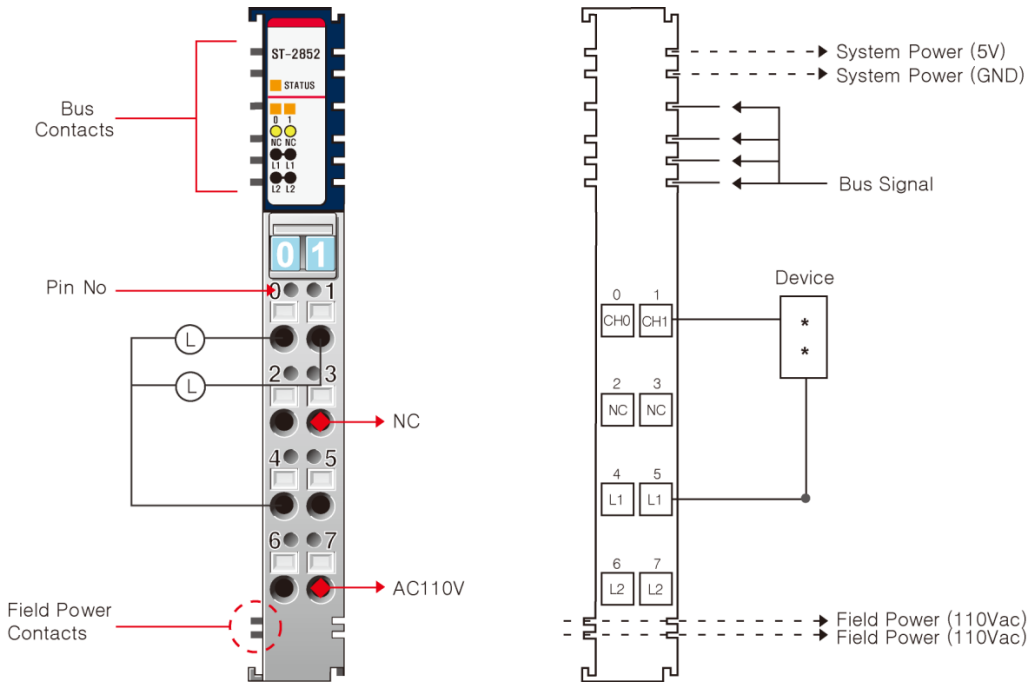 ST-2852
STATUS
0 1
NC NC
L1 L1
L2 L2
Bus
Contacts
0 1
Pin No
0 1
L
L
2 3
NC
4 5
6 7
AC110V
Field Power
Contacts
System Power (5V)
System Power (GND)
Bus Signal
Device
0 1
CH0 CH1
*
*
2 3
NC NC
4 5
L1 L1
6 7
L2 L2
Field Power (110Vac)
Field Power (110Vac)